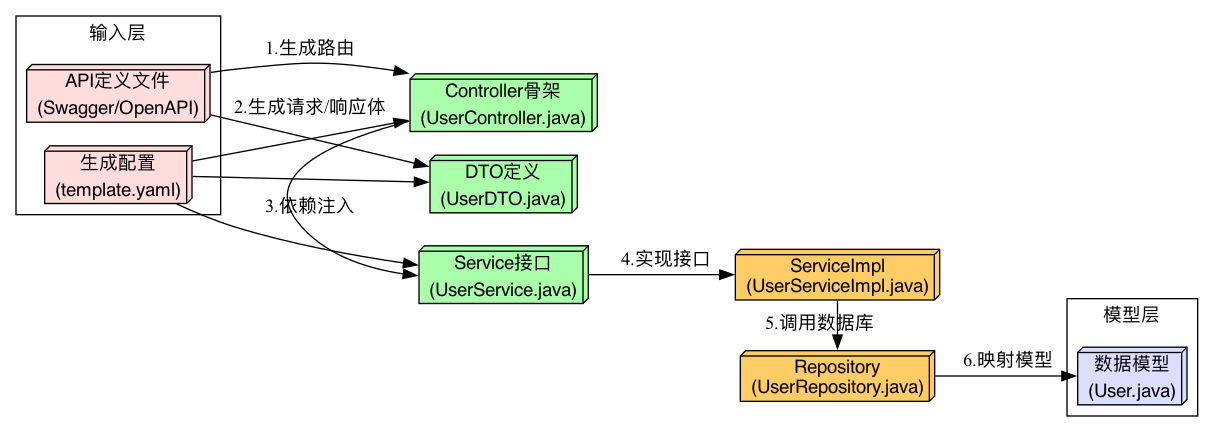 输入层
API定义文件
(Swagger/OpenAPI)
生成配置
(template.yaml)
1.生成路由
2.生成请求/响应体
3.依赖注入
Controller骨架
(UserController.java)
DTO定义
(UserDTO.java)
Service接口
(UserService.java)
4.实现接口
ServiceImpl
(UserServiceImpl.java)
5.调用数据库
Repository
(UserRepository.java)
6.映射模型
模型层
数据模型
(User.java)